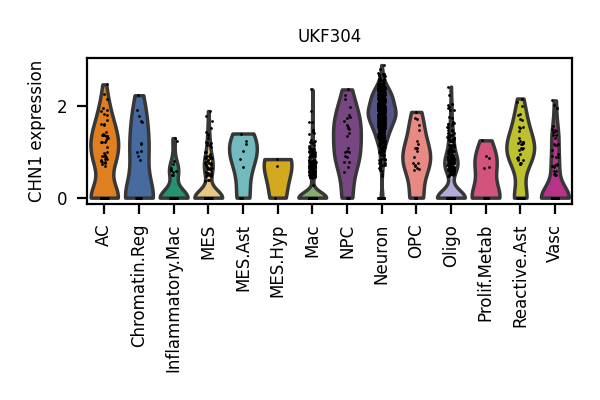 UKF304
CHN1 expression
2
0
AC
Chromatin.Reg
Inflammatory.Mac
MES
MES.Ast
MES.Hyp
Mac
NPC
Neuron
OPC
Oligo
Prolif.Metab
Reactive.Ast
Vasc